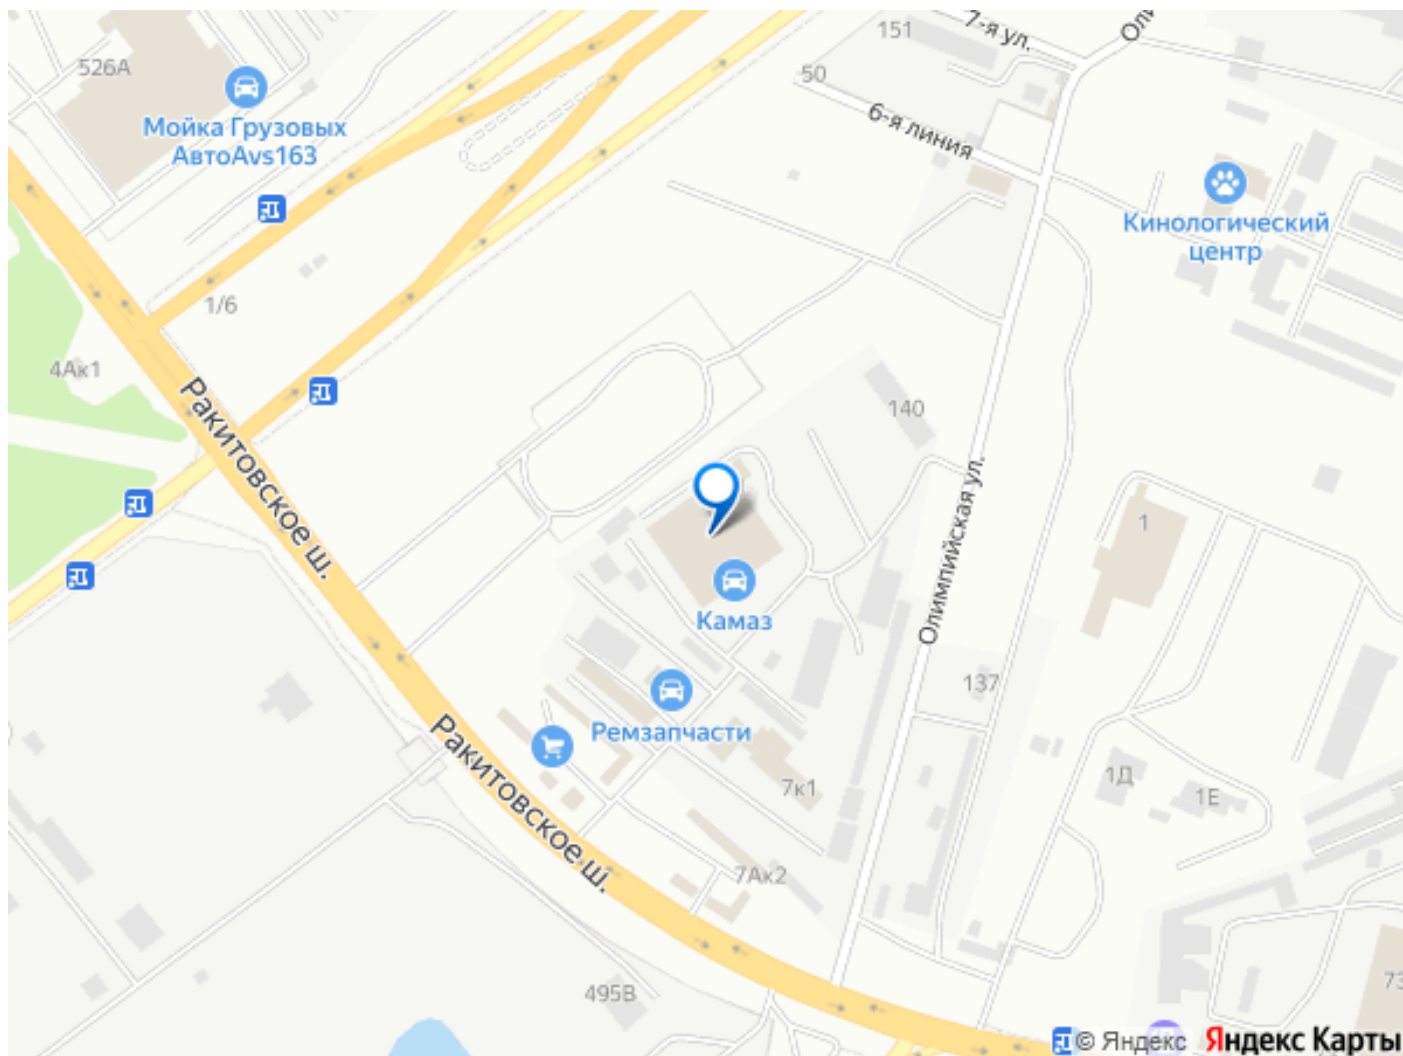 151
7-я ул.
526А
50
Мойка Грузовых
АвтоAvs163
6-я линия
Кинологический
центр
1/6
4Ак1
140
Ракитовское ш.
Олимпийская ул.
1
Камаз
137
Ремзапчасти
Ракитовское ш.
7к1
1Д
1Е
7Ак2
495В
© Яндекс Яндекс Карты